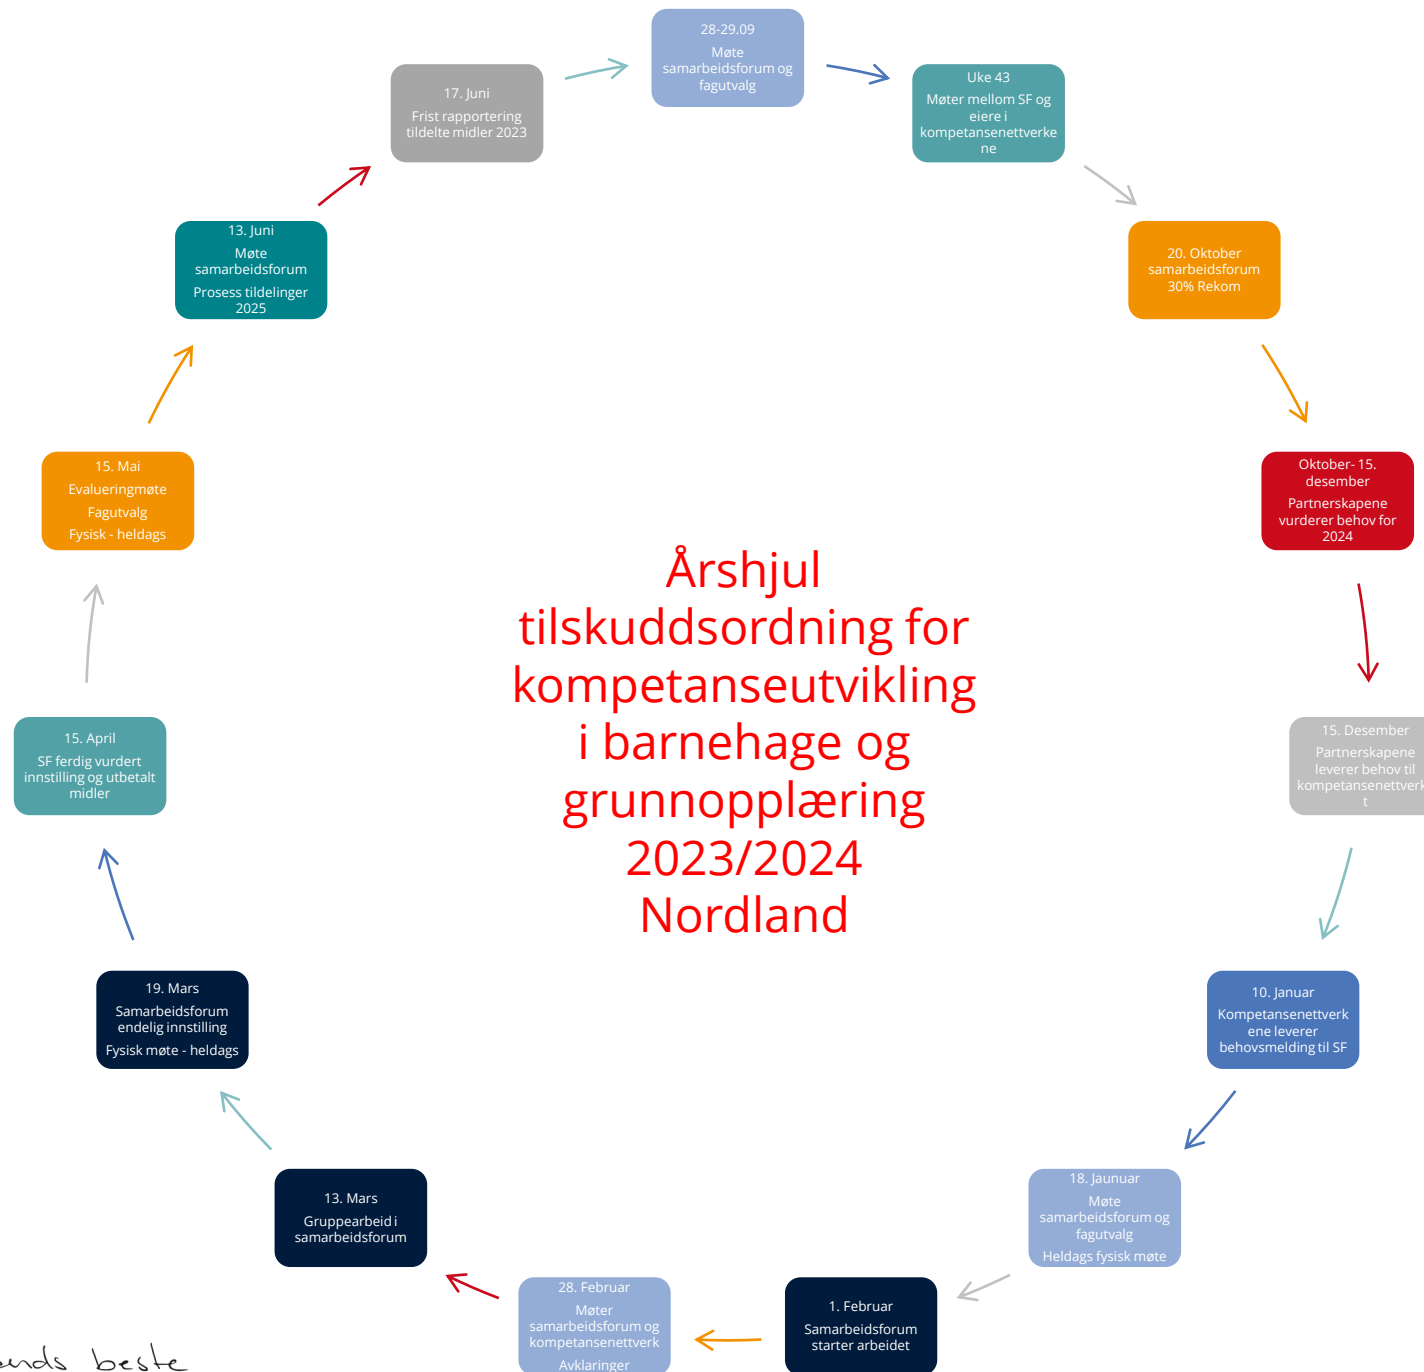 28-29.09
Møte
samarbeidsforum og
fagutvalg
Uke 43
Møter mellom SF og
eiere i
kompetansenettverke
ne
20. Oktober
samarbeidsforum
30% Rekom
Oktober- 15.
desember
Partnerskapene
vurderer behov for
2024
15. Desember
Partnerskapene
leverer behov til
kompetansenettverk
t
10. Januar
Kompetansenettverk
ene leverer
behovsmelding til SF
18. Jaunuar
Møte
samarbeidsforum og
fagutvalg
Heldags fysisk møte
1. Februar
Samarbeidsforum
starter arbeidet
28. Februar
Møter
samarbeidsforum og
kompetansenettverk
Avklaringer
13. Mars
Gruppearbeid i
samarbeidsforum
19. Mars
Samarbeidsforum
endelig innstilling
Fysisk møte - heldags
15. April
SF ferdig vurdert
innstilling og utbetalt
midler
15. Mai
Evalueringmøte
Fagutvalg
Fysisk - heldags
13. Juni
Møte
samarbeidsforum
Prosess tildelinger
2025
17. Juni
Frist rapportering
tildelte midler 2023
Årshjul
tilskuddsordning for
kompetanseutvikling
i barnehage og
grunnopplæring
2023/2024
Nordland
beste